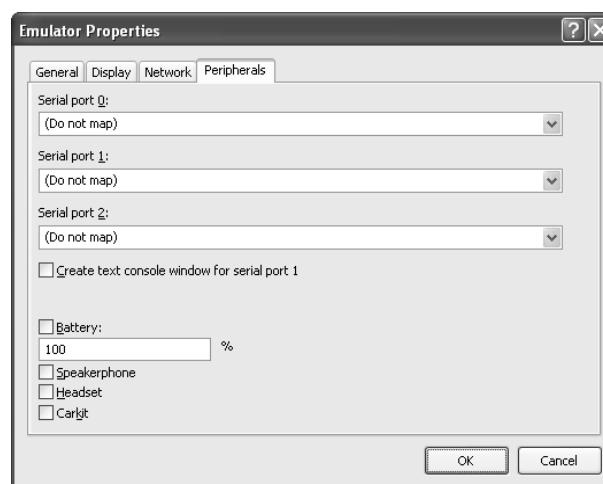 Emulator Properties
General Display Network Peripherals
Serial port 0:
(Do not map)
Serial port 1:
(Do not map)
Serial port 2:
(Do not map)
Create text console window for serial port 1
Battery:
100 %
Speakerphone
Headset
Carkit
OK Cancel